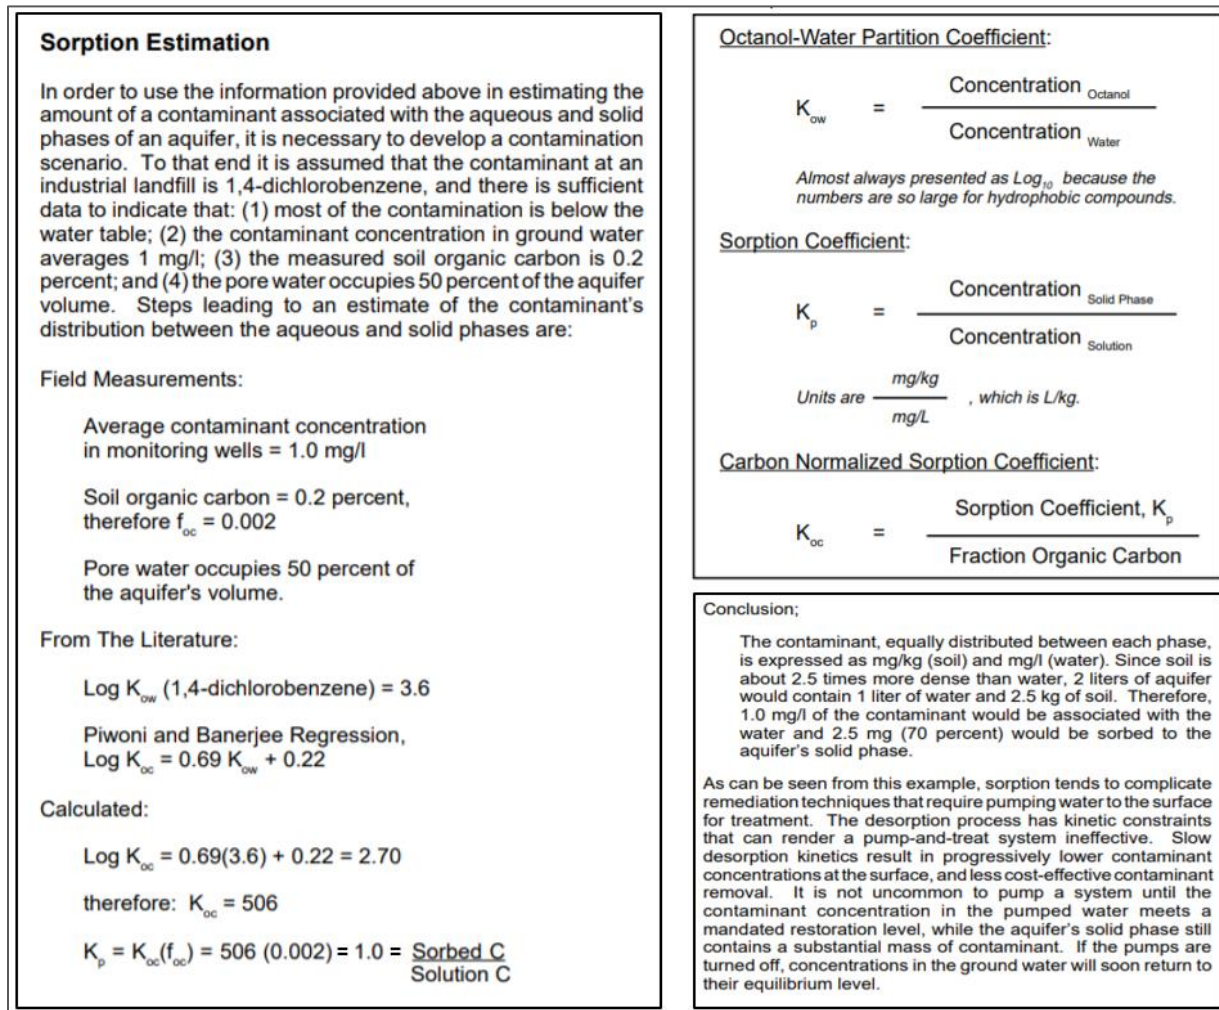 Sorption Estimation
In order to use the information provided above in estimating the
amount of a contaminant associated with the aqueous and solid
phases of an aquifer, it is necessary to develop a contamination
scenario. To that end it is assumed that the contaminant at an
industrial landfill is 1,4-dichlorobenzene, and there is sufficient
data to indicate that: (1) most of the contamination is below the
water table; (2) the contaminant concentration in ground water
averages 1 mg/l; (3) the measured soil organic carbon is 0.2
percent; and (4) the pore water occupies 50 percent of the aquifer
volume. Steps leading to an estimate of the contaminant's
distribution between the aqueous and solid phases are:
Field Measurements:
Average contaminant concentration
in monitoring wells = 1.0 mg/l
Soil organic carbon = 0.2 percent,
therefore f_oc = 0.002
Pore water occupies 50 percent of
the aquifer's volume.
From The Literature:
Log K_ow (1,4-dichlorobenzene) = 3.6
Piwoni and Banerjee Regression,
Log K_oc = 0.69 K_ow + 0.22
Calculated:
Log K_oc = 0.69(3.6) + 0.22 = 2.70
therefore: K_oc = 506
K_p = K_oc(f_oc) = 506 (0.002) = 1.0 = Sorbed C
Solution C
Octanol-Water Partition Coefficient:
Concentration Octanol
K_ow =
Concentration Water
Almost always presented as Log_10 because the
numbers are so large for hydrophobic compounds.
Sorption Coefficient:
Concentration Solid Phase
K_p =
Concentration Solution
mg/kg
Units are , which is L/kg.
mg/L
Carbon Normalized Sorption Coefficient:
Sorption Coefficient, K_p
K_oc =
Fraction Organic Carbon
Conclusion;
The contaminant, equally distributed between each phase,
is expressed as mg/kg (soil) and mg/l (water). Since soil is
about 2.5 times more dense than water, 2 liters of aquifer
would contain 1 liter of water and 2.5 kg of soil. Therefore,
1.0 mg/l of the contaminant would be associated with the
water and 2.5 mg (70 percent) would be sorbed to the
aquifer's solid phase.
As can be seen from this example, sorption tends to complicate
remediation techniques that require pumping water to the surface
for treatment. The desorption process has kinetic constraints
that can render a pump-and-treat system ineffective. Slow
desorption kinetics result in progressively lower contaminant
concentrations at the surface, and less cost-effective contaminant
removal. It is not uncommon to pump a system until the
contaminant concentration in the pumped water meets a
mandated restoration level, while the aquifer's solid phase still
contains a substantial mass of contaminant. If the pumps are
turned off, concentrations in the ground water will soon return to
their equilibrium level.